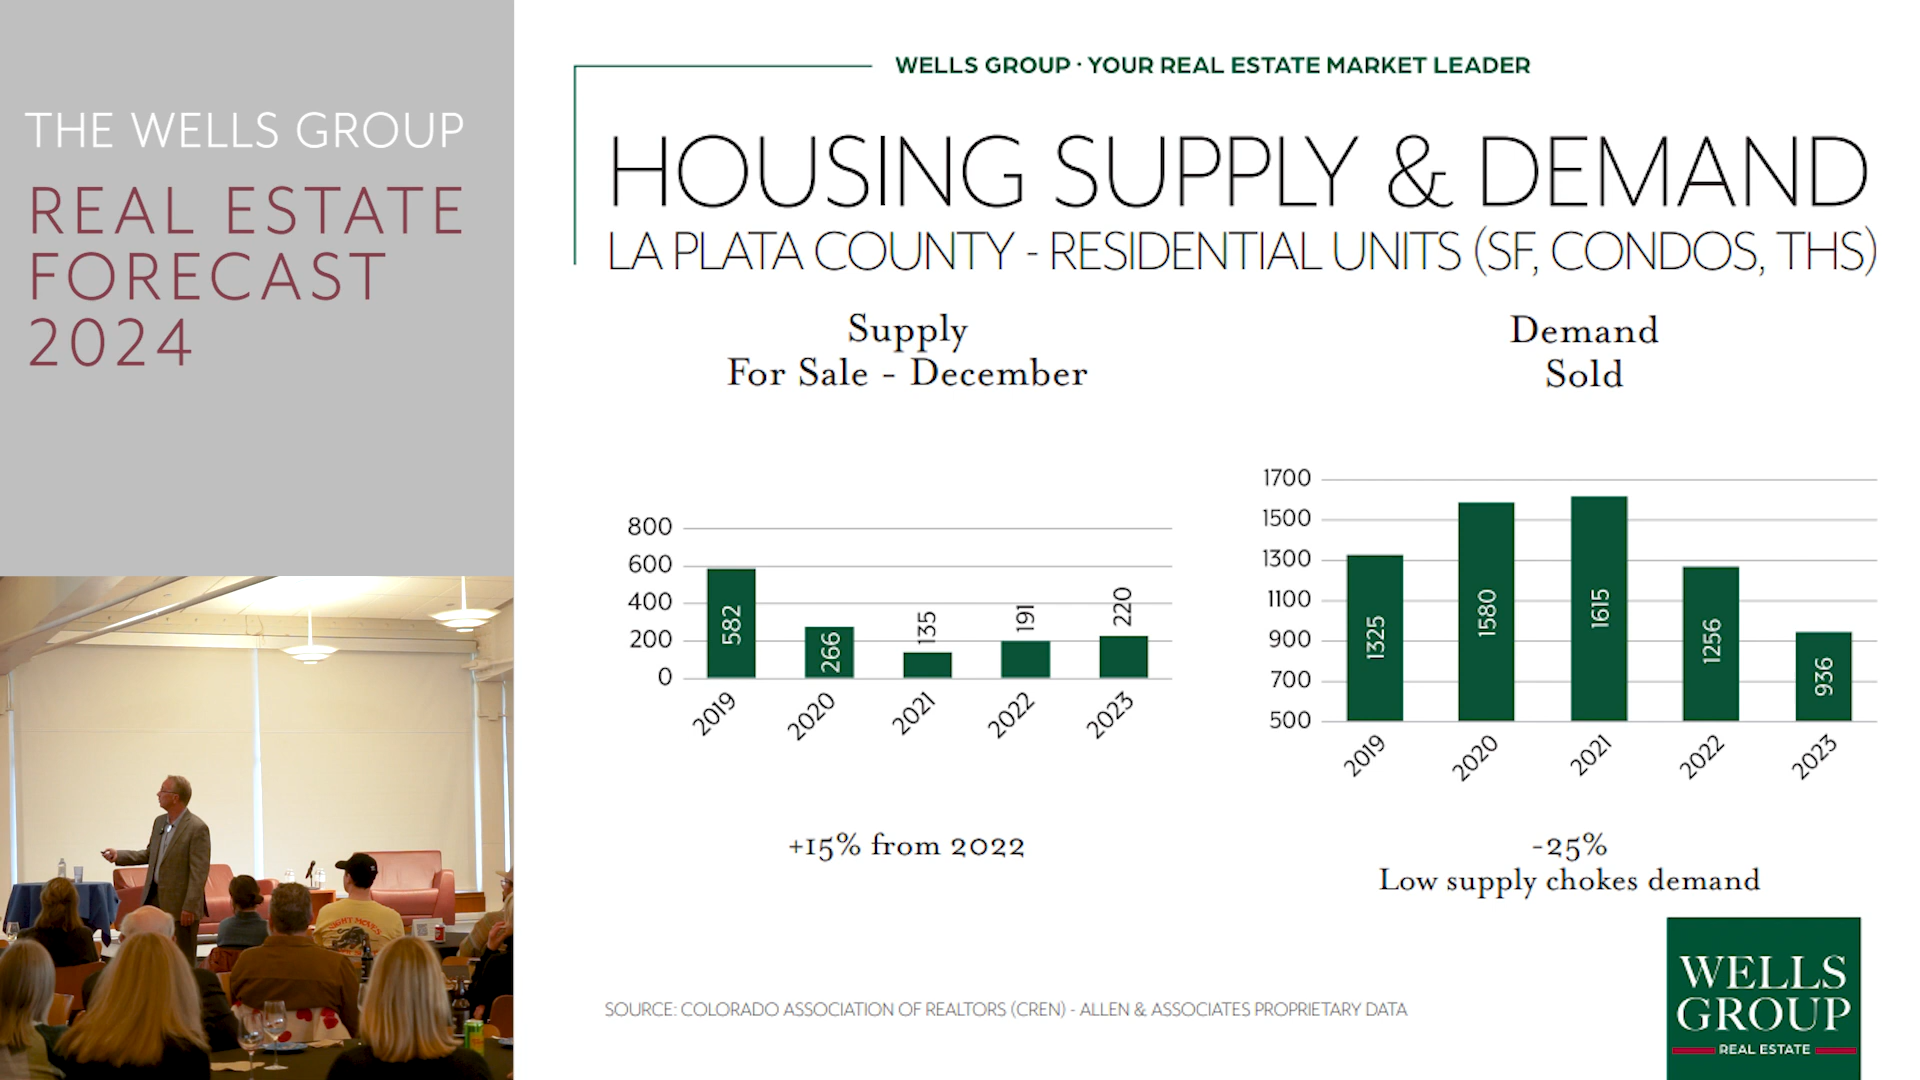 THE WELLS GROUP
REAL ESTATE
FORECAST
2024
WELLS GROUP · YOUR REAL ESTATE MARKET LEADER
HOUSING SUPPLY & DEMAND
LA PLATA COUNTY - RESIDENTIAL UNITS (SF, CONDOS, THS)
Supply
For Sale - December
800
600
400
200
0
582
266
135
191
220
2019
2020
2021
2022
2023
+15% from 2022
Demand
Sold
1700
1500
1300
1100
900
700
500
1325
1580
1615
1256
936
2019
2020
2021
2022
2023
-25%
Low supply chokes demand
SOURCE: COLORADO ASSOCIATION OF REALTORS (CREN) - ALLEN & ASSOCIATES PROPRIETARY DATA
WELLS
GROUP
REAL ESTATE